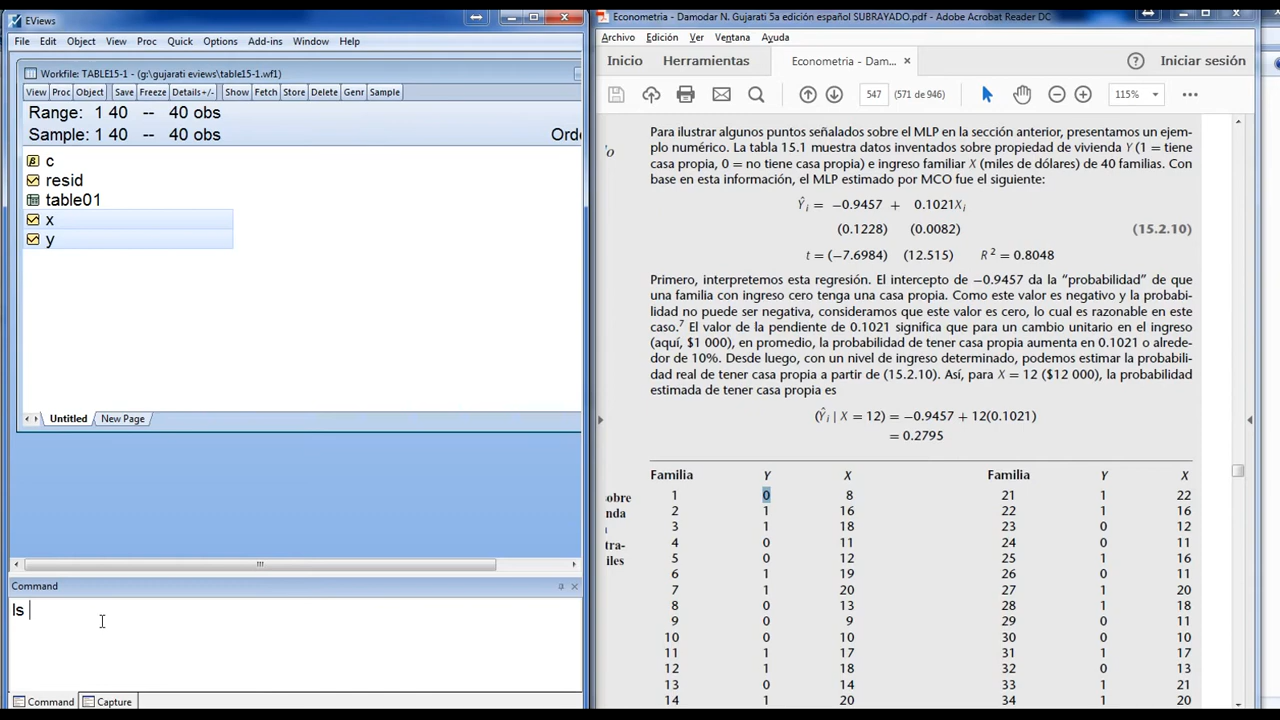 EViews
File Edit Object View Proc Quick Options Add-ins Window Help
Workfile: TABLE15-1 - (g:\gujarati eviews\table15-1.wf1)
View Proc Object Save Freeze Details+/- Show Fetch Store Delete Genr Sample
Range: 1 40 -- 40 obs
Sample: 1 40 -- 40 obs Orde
c
resid
table01
x
y
Untitled New Page
Command
ls
Command Capture
Econometria - Damodar N. Gujarati 5a edición español SUBRAYADO.pdf - Adobe Acrobat Reader DC
Archivo Edición Ver Ventana Ayuda
Inicio Herramientas Econometria - Dam... × Iniciar sesión
547 (571 de 946) 115%
Para ilustrar algunos puntos señalados sobre el MLP en la sección anterior, presentamos un ejem-
plo numérico. La tabla 15.1 muestra datos inventados sobre propiedad de vivienda Y (1 = tiene
casa propia, 0 = no tiene casa propia) e ingreso familiar X (miles de dólares) de 40 familias. Con
base en esta información, el MLP estimado por MCO fue el siguiente:
Ŷi = −0.9457 + 0.1021Xi
(0.1228) (0.0082) (15.2.10)
t = (−7.6984) (12.515) R² = 0.8048
Primero, interpretemos esta regresión. El intercepto de −0.9457 da la “probabilidad” de que
una familia con ingreso cero tenga una casa propia. Como este valor es negativo y la probabi-
lidad no puede ser negativa, consideramos que este valor es cero, lo cual es razonable en este
caso.⁷ El valor de la pendiente de 0.1021 significa que para un cambio unitario en el ingreso
(aquí, $1 000), en promedio, la probabilidad de tener casa propia aumenta en 0.1021 o alrede-
dor de 10%. Desde luego, con un nivel de ingreso determinado, podemos estimar la probabili-
dad real de tener casa propia a partir de (15.2.10). Así, para X = 12 ($12 000), la probabilidad
estimada de tener casa propia es
(Ŷi | X = 12) = −0.9457 + 12(0.1021)
= 0.2795
Familia Y X Familia Y X
1 0 8 21 1 22
2 1 16 22 1 16
3 1 18 23 0 12
4 0 11 24 0 11
5 0 12 25 1 16
6 1 19 26 0 11
7 1 20 27 1 20
8 0 13 28 1 18
9 0 9 29 0 11
10 0 10 30 0 10
11 1 17 31 1 17
12 1 18 32 0 13
13 0 14 33 1 21
14 1 20 34 1 20